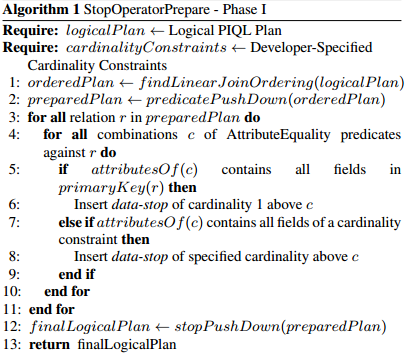 Algorithm 1 StopOperatorPrepare - Phase I
Require: logicalPlan ← Logical PIQL Plan
Require: cardinalityConstraints ← Developer-Specified
Cardinality Constraints
1: orderedPlan ← findLinearJoinOrdering(logicalPlan)
2: preparedPlan ← predicatePushDown(orderedPlan)
3: for all relation r in preparedPlan do
4: for all combinations c of AttributeEquality predicates
against r do
5: if attributesOf(c) contains all fields in
primaryKey(r) then
6: Insert data-stop of cardinality 1 above c
7: else if attributesOf(c) contains all fields of a cardinality
constraint then
8: Insert data-stop of specified cardinality above c
9: end if
10: end for
11: end for
12: finalLogicalPlan ← stopPushDown(preparedPlan)
13: return finalLogicalPlan